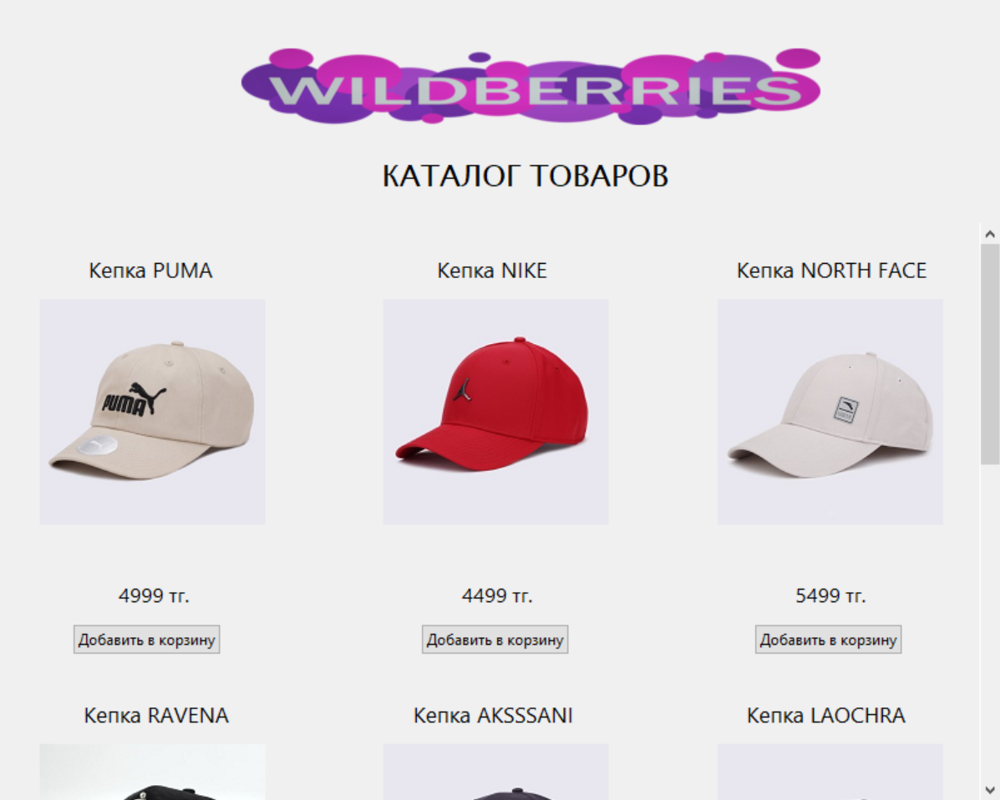 WILDBERRIES
КАТАЛОГ ТОВАРОВ
Кепка PUMA
Кепка NIKE
Кепка NORTH FACE
PUMA
4999 тг.
4499 тг.
5499 тг.
Добавить в корзину
Добавить в корзину
Добавить в корзину
Кепка RAVENA
Кепка AKSSSANI
Кепка LAOCHRA